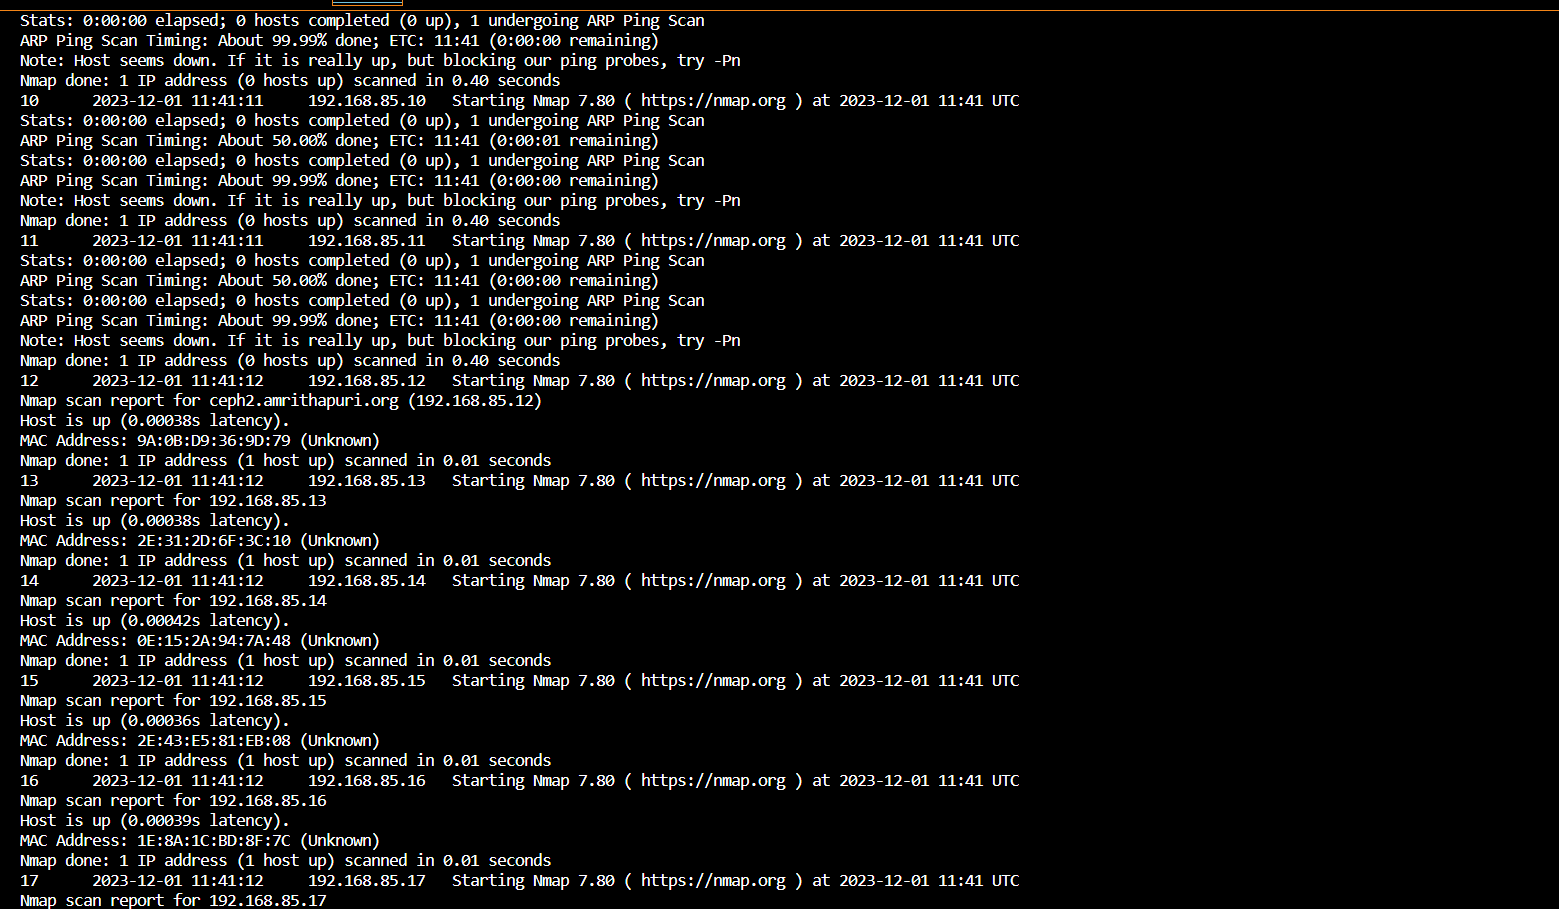 Stats: 0:00:00 elapsed; 0 hosts completed (0 up), 1 undergoing ARP Ping Scan
ARP Ping Scan Timing: About 99.99% done; ETC: 11:41 (0:00:00 remaining)
Note: Host seems down. If it is really up, but blocking our ping probes, try -Pn
Nmap done: 1 IP address (0 hosts up) scanned in 0.40 seconds
10      2023-12-01 11:41:11     192.168.85.10   Starting Nmap 7.80 ( https://nmap.org ) at 2023-12-01 11:41 UTC
Stats: 0:00:00 elapsed; 0 hosts completed (0 up), 1 undergoing ARP Ping Scan
ARP Ping Scan Timing: About 50.00% done; ETC: 11:41 (0:00:01 remaining)
Stats: 0:00:00 elapsed; 0 hosts completed (0 up), 1 undergoing ARP Ping Scan
ARP Ping Scan Timing: About 99.99% done; ETC: 11:41 (0:00:00 remaining)
Note: Host seems down. If it is really up, but blocking our ping probes, try -Pn
Nmap done: 1 IP address (0 hosts up) scanned in 0.40 seconds
11      2023-12-01 11:41:11     192.168.85.11   Starting Nmap 7.80 ( https://nmap.org ) at 2023-12-01 11:41 UTC
Stats: 0:00:00 elapsed; 0 hosts completed (0 up), 1 undergoing ARP Ping Scan
ARP Ping Scan Timing: About 50.00% done; ETC: 11:41 (0:00:00 remaining)
Stats: 0:00:00 elapsed; 0 hosts completed (0 up), 1 undergoing ARP Ping Scan
ARP Ping Scan Timing: About 99.99% done; ETC: 11:41 (0:00:00 remaining)
Note: Host seems down. If it is really up, but blocking our ping probes, try -Pn
Nmap done: 1 IP address (0 hosts up) scanned in 0.40 seconds
12      2023-12-01 11:41:12     192.168.85.12   Starting Nmap 7.80 ( https://nmap.org ) at 2023-12-01 11:41 UTC
Nmap scan report for ceph2.amrithapuri.org (192.168.85.12)
Host is up (0.00038s latency).
MAC Address: 9A:0B:D9:36:9D:79 (Unknown)
Nmap done: 1 IP address (1 host up) scanned in 0.01 seconds
13      2023-12-01 11:41:12     192.168.85.13   Starting Nmap 7.80 ( https://nmap.org ) at 2023-12-01 11:41 UTC
Nmap scan report for 192.168.85.13
Host is up (0.00038s latency).
MAC Address: 2E:31:2D:6F:3C:10 (Unknown)
Nmap done: 1 IP address (1 host up) scanned in 0.01 seconds
14      2023-12-01 11:41:12     192.168.85.14   Starting Nmap 7.80 ( https://nmap.org ) at 2023-12-01 11:41 UTC
Nmap scan report for 192.168.85.14
Host is up (0.00042s latency).
MAC Address: 0E:15:2A:94:7A:48 (Unknown)
Nmap done: 1 IP address (1 host up) scanned in 0.01 seconds
15      2023-12-01 11:41:12     192.168.85.15   Starting Nmap 7.80 ( https://nmap.org ) at 2023-12-01 11:41 UTC
Nmap scan report for 192.168.85.15
Host is up (0.00036s latency).
MAC Address: 2E:43:E5:81:EB:08 (Unknown)
Nmap done: 1 IP address (1 host up) scanned in 0.01 seconds
16      2023-12-01 11:41:12     192.168.85.16   Starting Nmap 7.80 ( https://nmap.org ) at 2023-12-01 11:41 UTC
Nmap scan report for 192.168.85.16
Host is up (0.00039s latency).
MAC Address: 1E:8A:1C:BD:8F:7C (Unknown)
Nmap done: 1 IP address (1 host up) scanned in 0.01 seconds
17      2023-12-01 11:41:12     192.168.85.17   Starting Nmap 7.80 ( https://nmap.org ) at 2023-12-01 11:41 UTC
Nmap scan report for 192.168.85.17